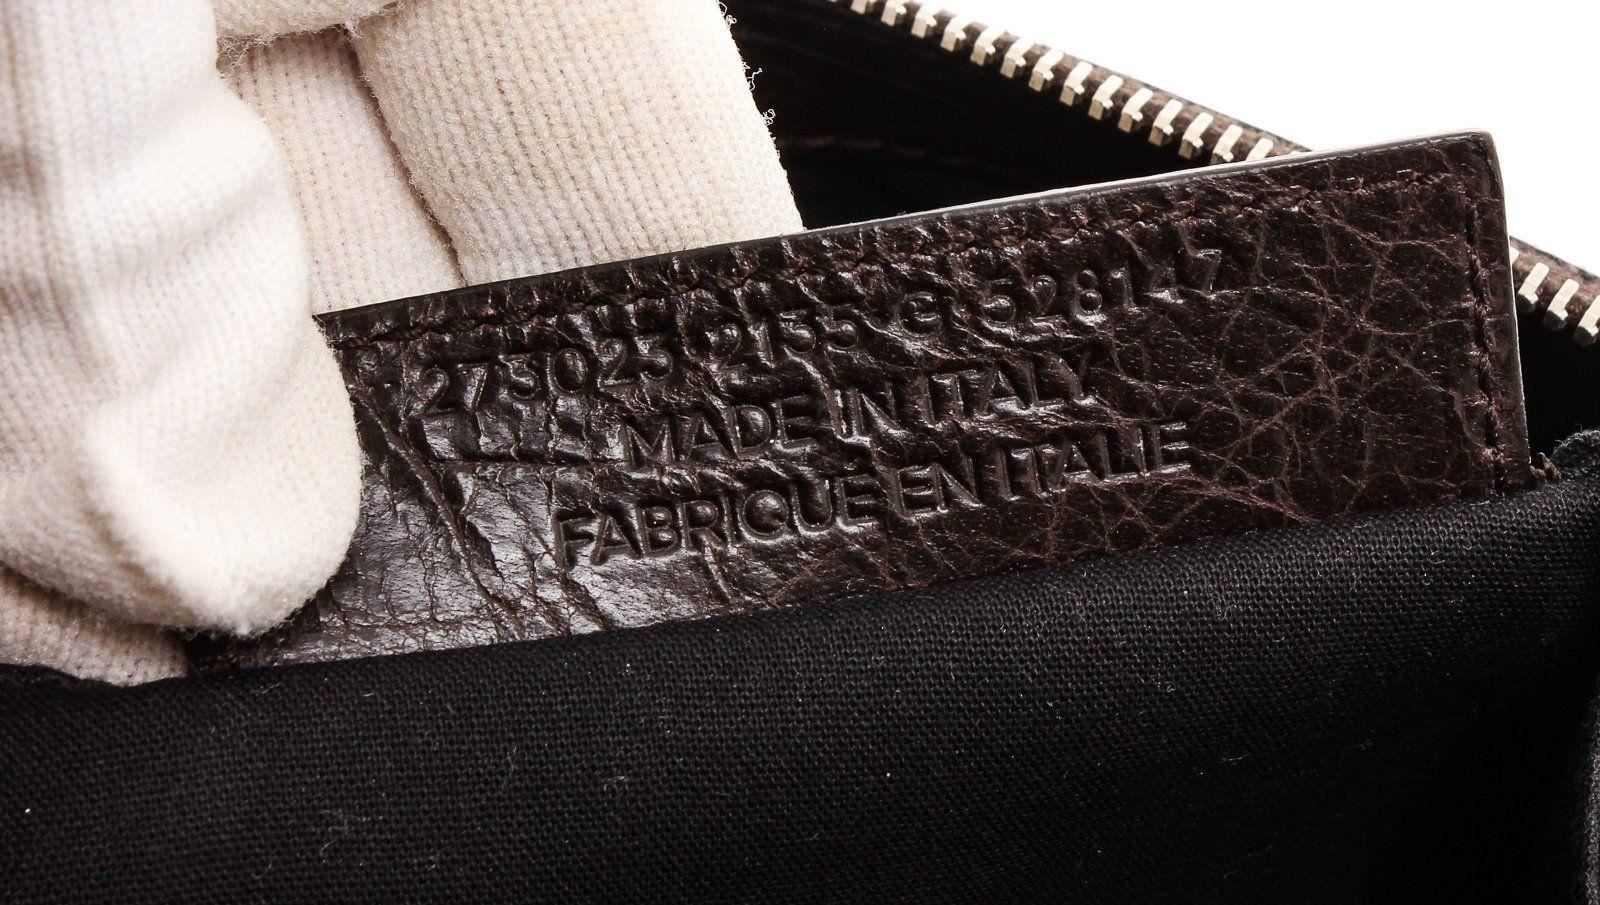 273023 2135 G 528147
MADE IN ITALY
FABRIQUE EN ITALIE